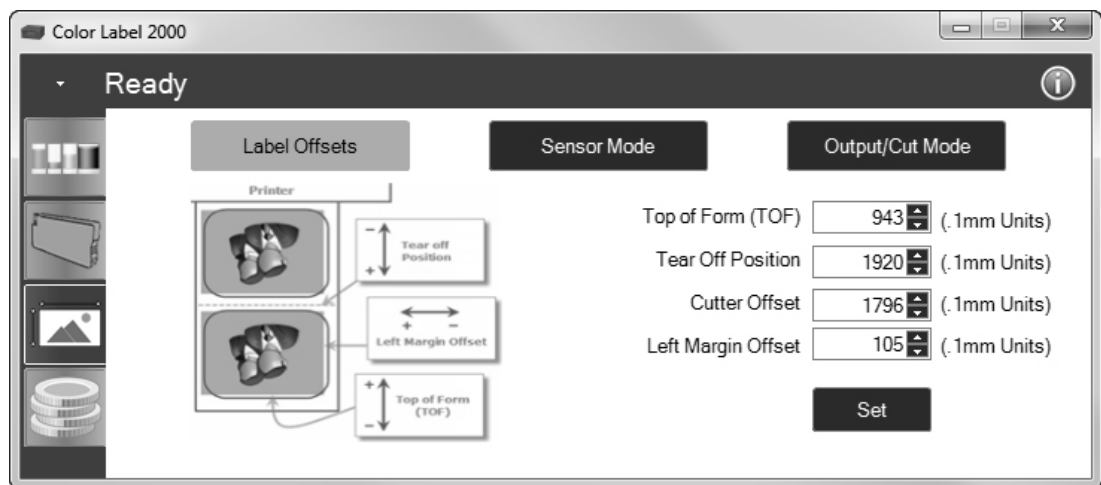 Color Label 2000
Ready
Label Offsets
Sensor Mode
Output/Cut Mode
Printer
- 
Tear off
Position
+
+ -
Left Margin Offset
+
Top of Form
(TOF)
-
Top of Form (TOF) 943 (.1mm Units)
Tear Off Position 1920 (.1mm Units)
Cutter Offset 1796 (.1mm Units)
Left Margin Offset 105 (.1mm Units)
Set